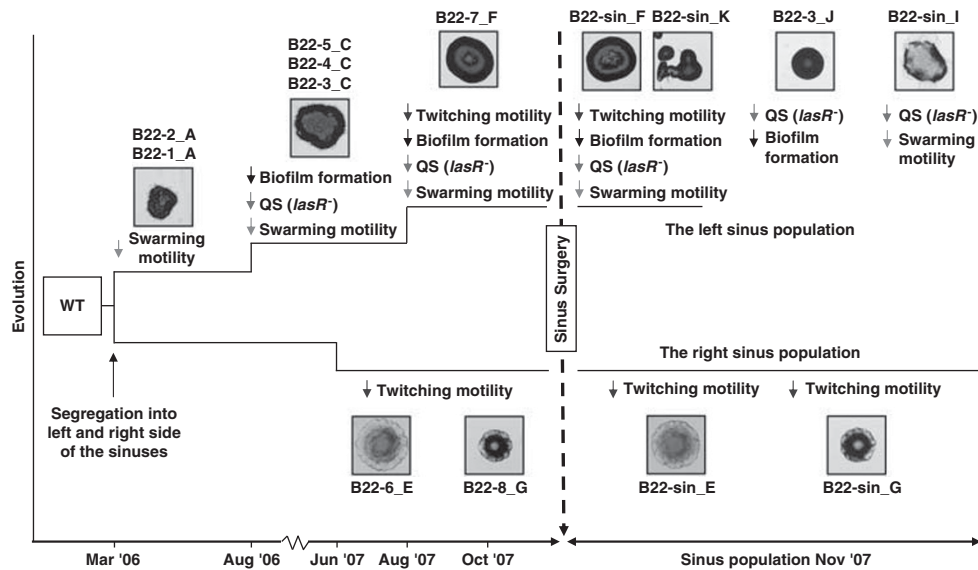 B22-7_F
B22-sin_F B22-sin_K
B22-3_J
B22-sin_I
B22-5_C
B22-4_C
B22-3_C
B22-2_A
B22-1_A
↓ Swarming
motility
↓ Biofilm formation
↓ QS (lasR-)
↓ Swarming motility
↓ Twitching motility
↓ Biofilm formation
↓ QS (lasR-)
↓ Swarming motility
↓ Twitching motility
↓ Biofilm formation
↓ QS (lasR-)
↓ Swarming motility
↓ QS (lasR-)
↓ Biofilm
formation
↓ QS (lasR-)
↓ Swarming
motility
The left sinus population
Evolution
WT
Sinus Surgery
The right sinus population
Segregation into
left and right side
of the sinuses
↓ Twitching motility
↓ Twitching motility
↓ Twitching motility
B22-6_E
B22-8_G
B22-sin_E
B22-sin_G
Mar '06
Aug '06
Jun '07
Aug '07
Oct '07
Sinus population Nov '07